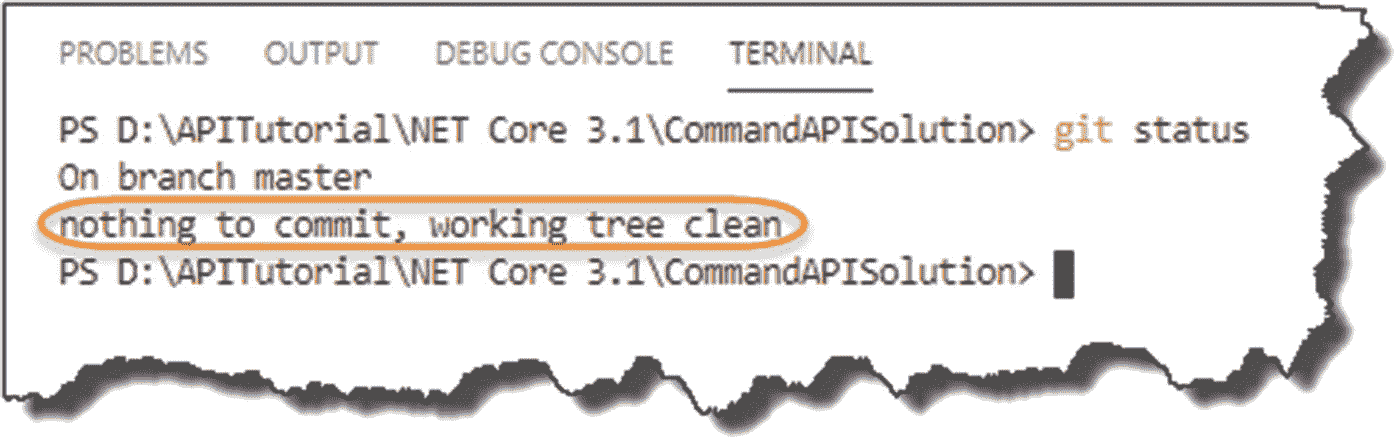 PROBLEMS OUTPUT DEBUG CONSOLE TERMINAL
PS D:\APITutorial\NET Core 3.1\CommandAPISolution> git status
On branch master
nothing to commit, working tree clean
PS D:\APITutorial\NET Core 3.1\CommandAPISolution>